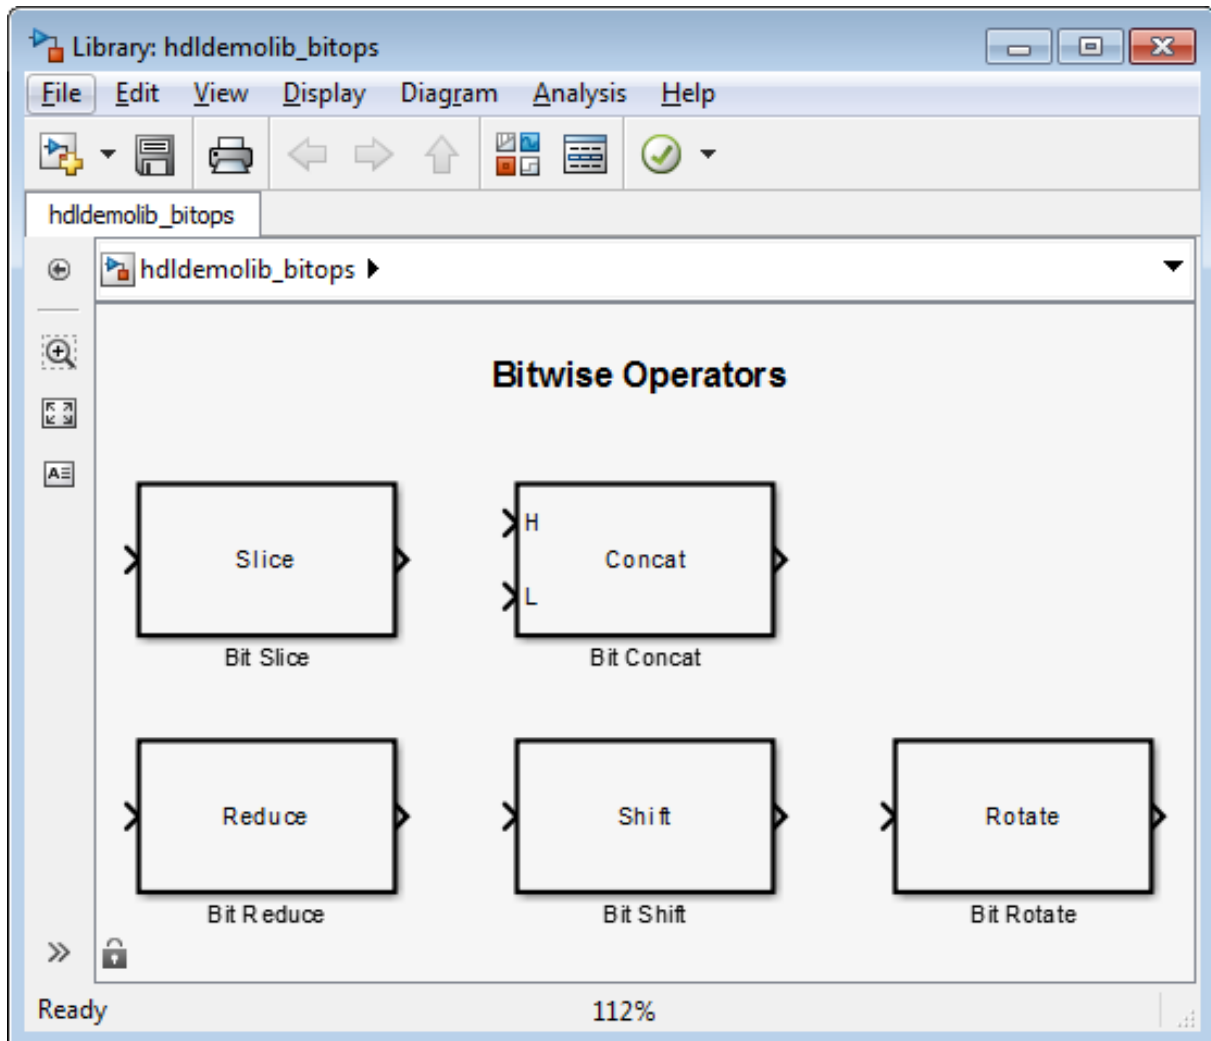 Library: hdldemolib_bitops
File Edit View Display Diagram Analysis Help
hdldemolib_bitops
hdldemolib_bitops
Bitwise Operators
Slice
H
Concat
L
Bit Slice
Bit Concat
Reduce
Shift
Rotate
Bit Reduce
Bit Shift
Bit Rotate
Ready 112%